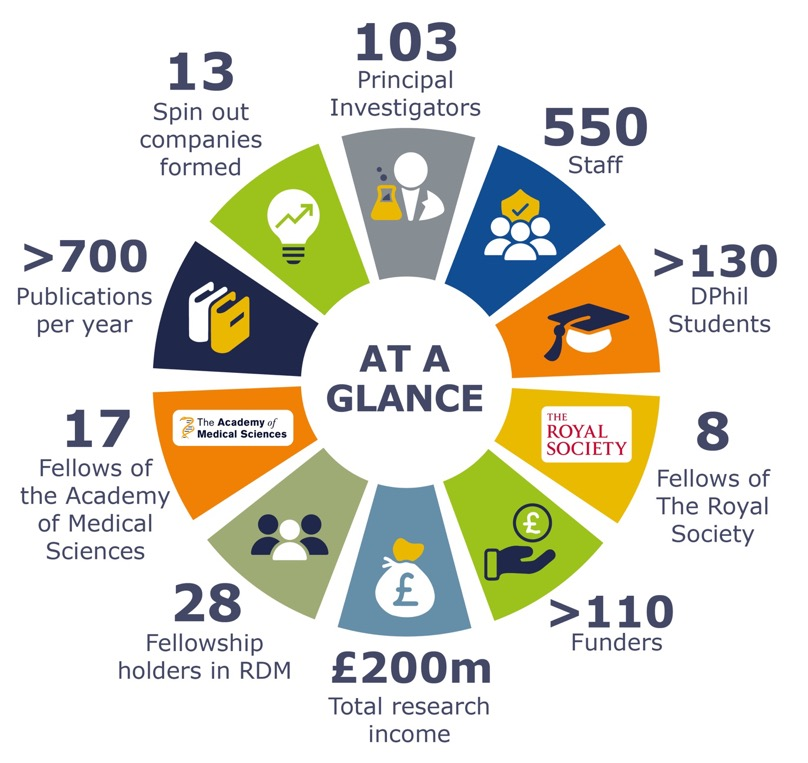 103
Principal
Investigators
550
Staff
>130
DPhil
Students
THE
ROYAL
SOCIETY
8
Fellows of
The Royal
Society
£
>110
Funders
£
£200m
Total research
income
28
Fellowship
holders in RDM
The Academy of
Medical Sciences
17
Fellows of
the Academy
of Medical
Sciences
>700
Publications
per year
13
Spin out
companies
formed
AT A
GLANCE